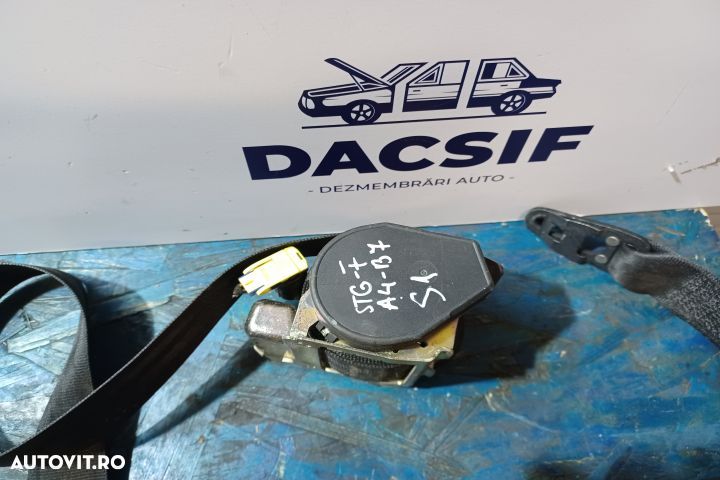 DACSIF
- DEZMEMBRĂRI AUTO -
STG-F
A4-B7
S1
AUTOVIT.RO